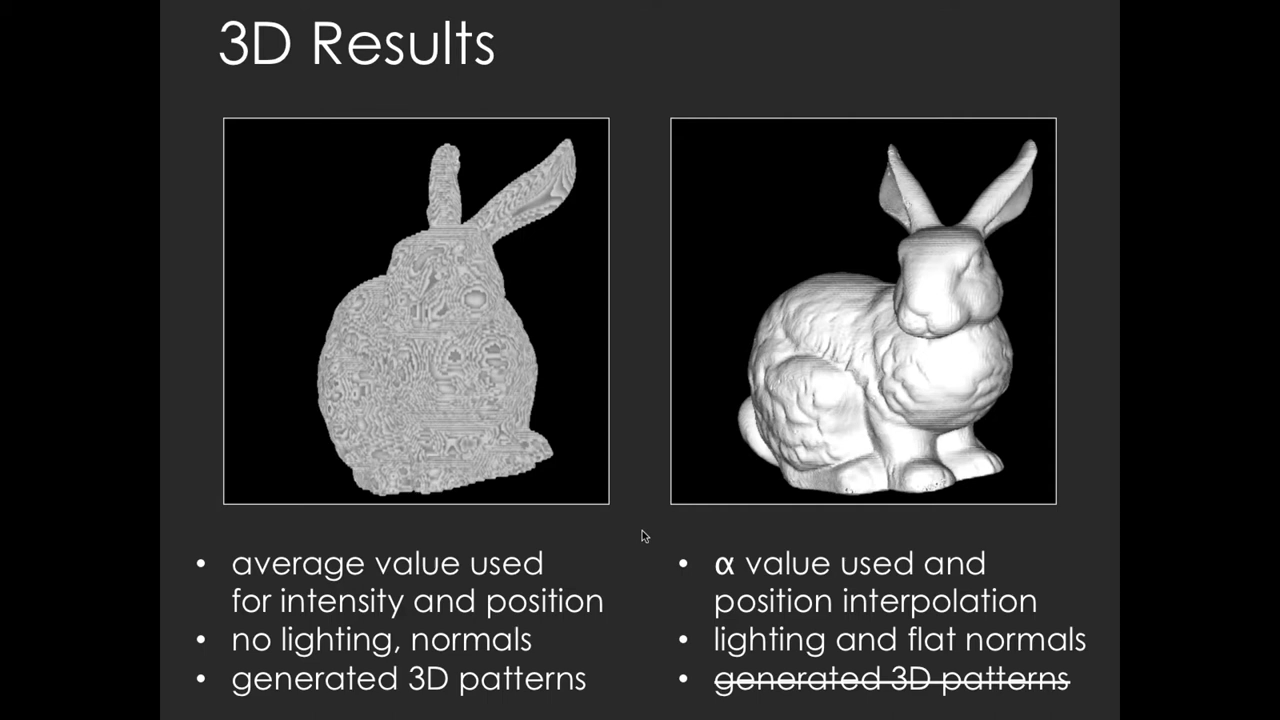 3D Results
• average value used
for intensity and position
• no lighting, normals
• generated 3D patterns
• α value used and
position interpolation
• lighting and flat normals
• generated 3D patterns